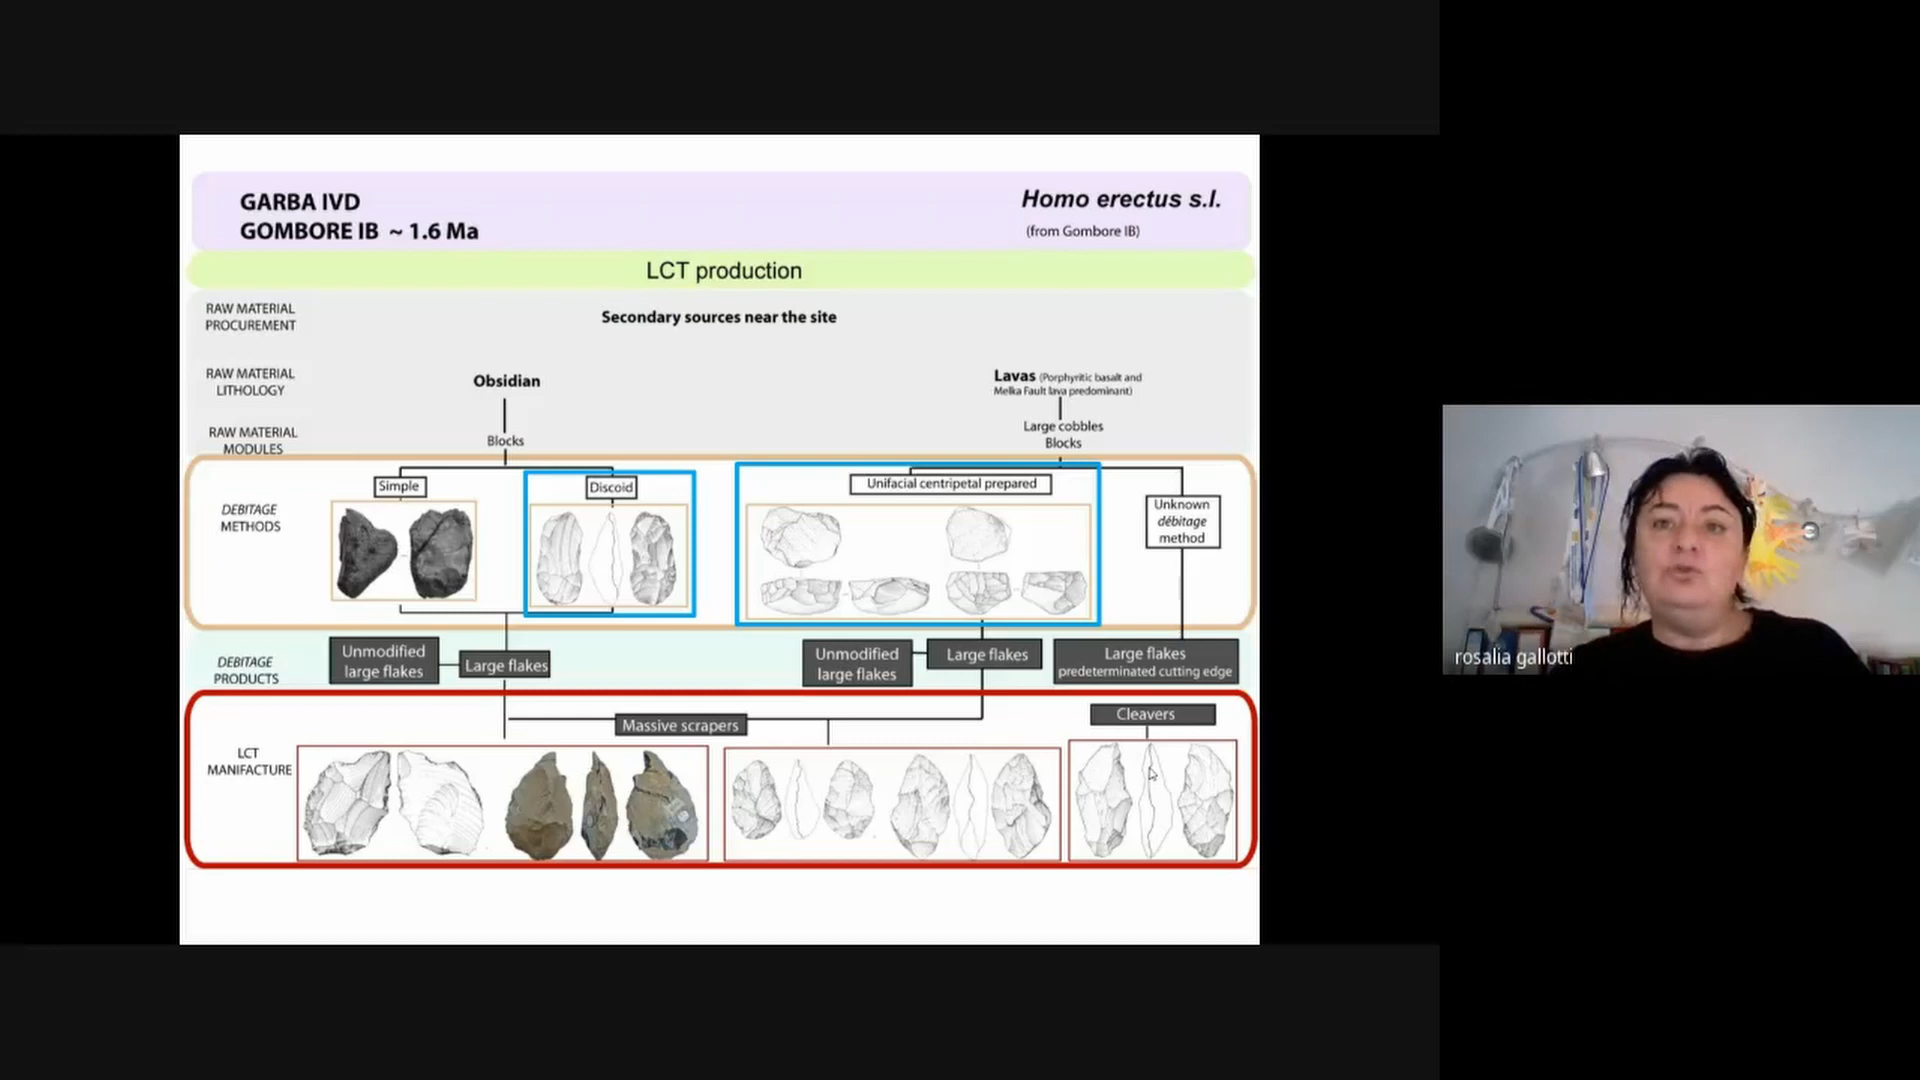 GARBA IVD
GOMBORE IB ~ 1.6 Ma
Homo erectus s.l.
(from Gombore IB)
LCT production
RAW MATERIAL
PROCUREMENT
Secondary sources near the site
RAW MATERIAL
LITHOLOGY
Obsidian
Lavas (Porphyritic basalt and
Melka Fault lava predominant)
RAW MATERIAL
MODULES
Blocks
Large cobbles
Blocks
DEBITAGE
METHODS
Simple
Discoid
Unifacial centripetal prepared
Unknown
débitage
method
DEBITAGE
PRODUCTS
Unmodified
large flakes
Large flakes
Unmodified
large flakes
Large flakes
Large flakes
predeterminated cutting edge
LCT
MANIFACTURE
Massive scrapers
Cleavers
rosalia gallotti